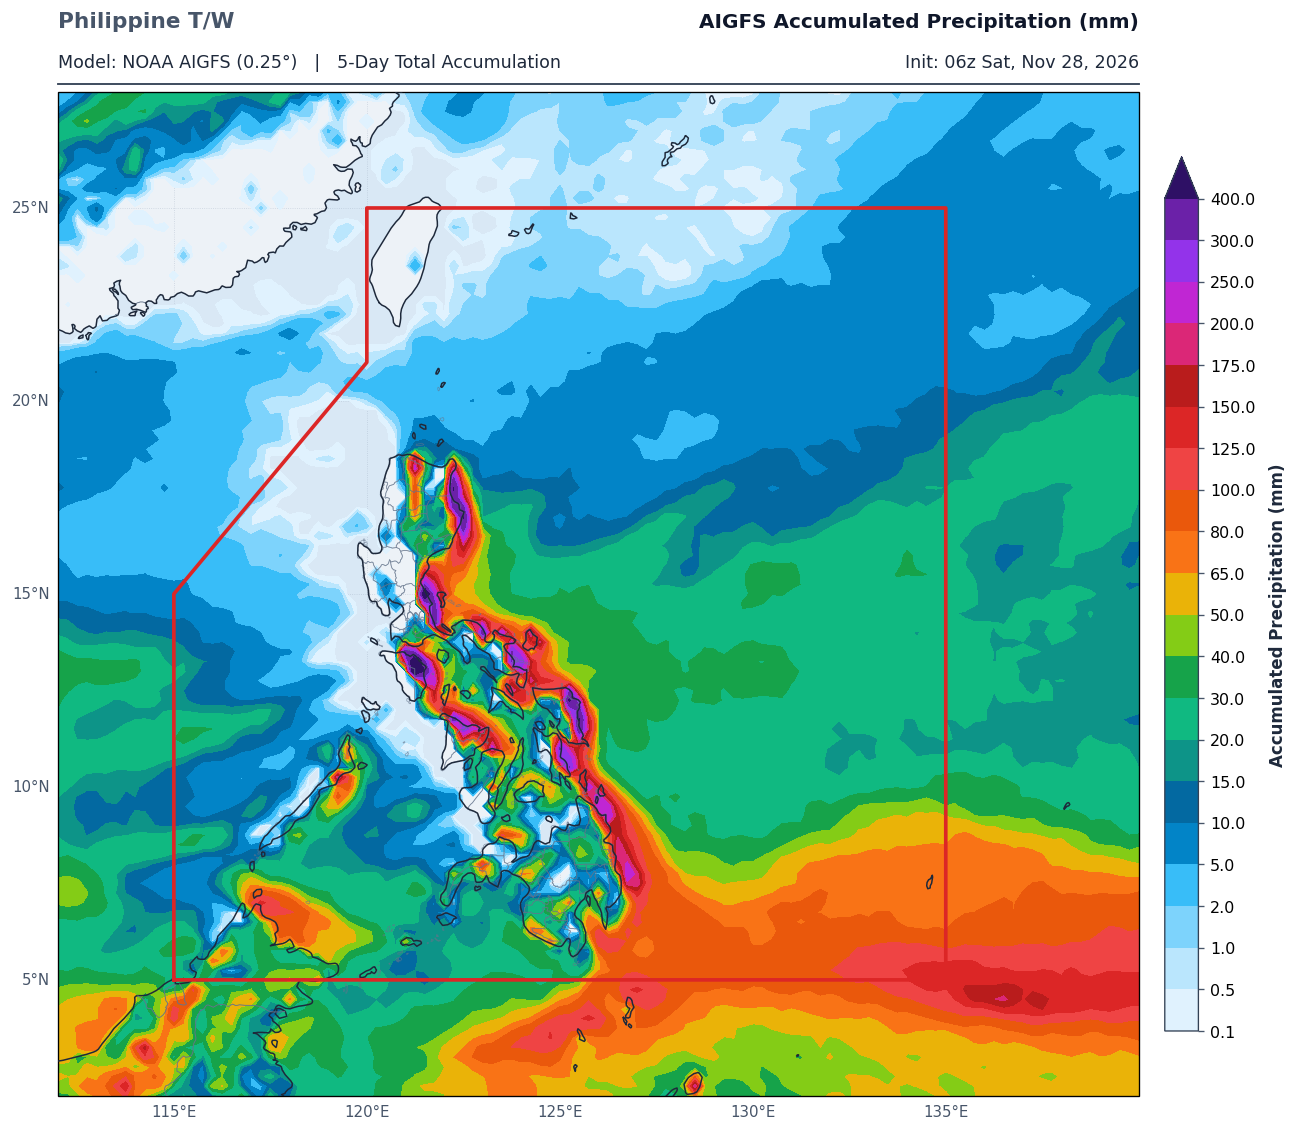 Philippine T/W
AIGFS Accumulated Precipitation (mm)
Model: NOAA AIGFS (0.25°) | 5-Day Total Accumulation
Init: 06z Sat, Nov 28, 2026
25°N
20°N
15°N
10°N
5°N
115°E
120°E
125°E
130°E
135°E
400.0
300.0
250.0
200.0
175.0
150.0
125.0
100.0
80.0
65.0
50.0
40.0
30.0
20.0
15.0
10.0
5.0
2.0
1.0
0.5
0.1
Accumulated Precipitation (mm)